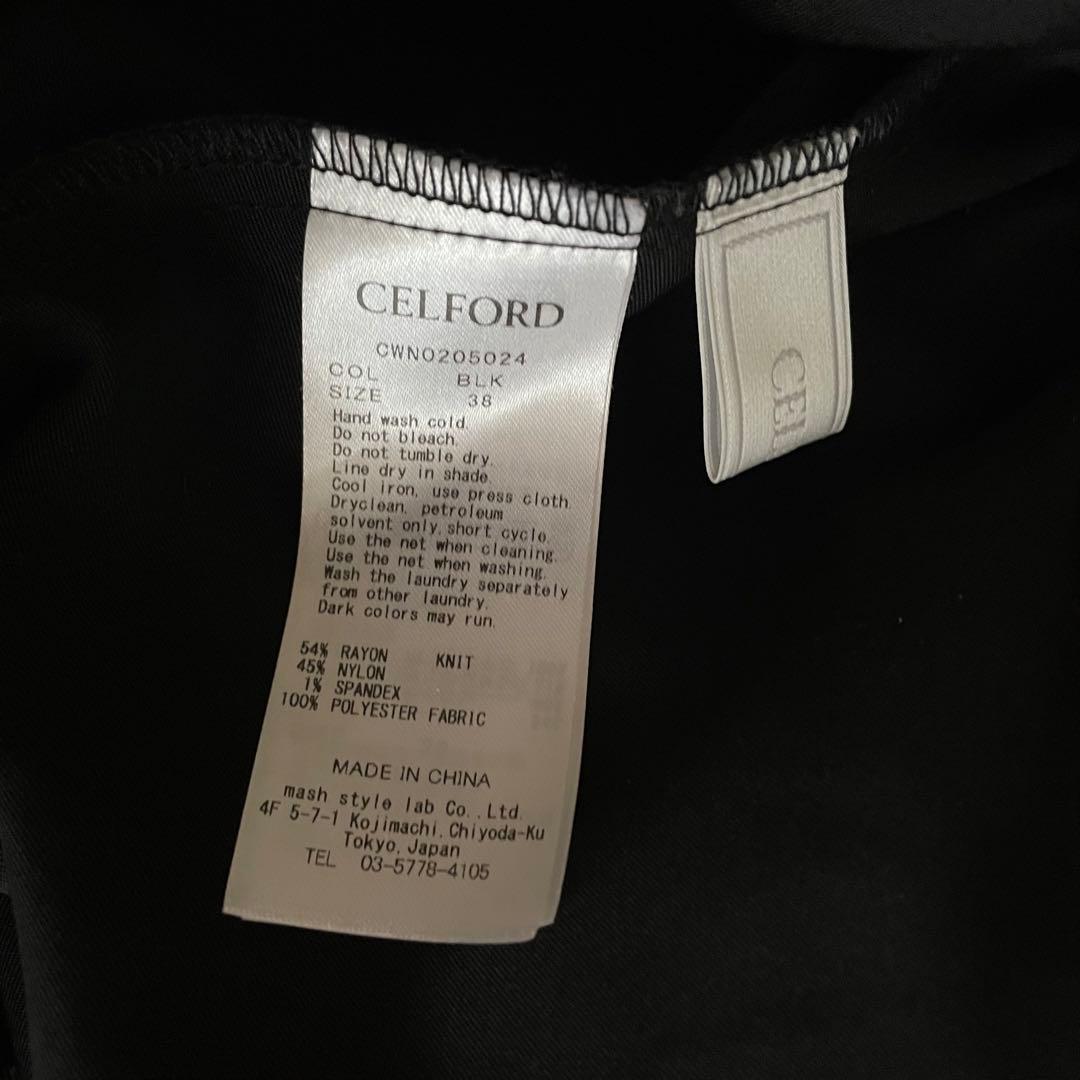 CELFORD
CWNO205024
COL BLK
SIZE 38
Hand wash cold.
Do not bleach.
Do not tumble dry.
Line dry in shade.
Cool iron, use press cloth.
Dryclean, petroleum
solvent only, short cycle.
Use the net when cleaning.
Use the net when washing.
Wash the laundry separately
from other laundry.
Dark colors may run.
54% RAYON KNIT
45% NYLON
1% SPANDEX
100% POLYESTER FABRIC
MADE IN CHINA
mash style lab Co.,Ltd.
4F 5-7-1 Kojimachi,Chiyoda-Ku
Tokyo,Japan
TEL 03-5778-4105
CEL